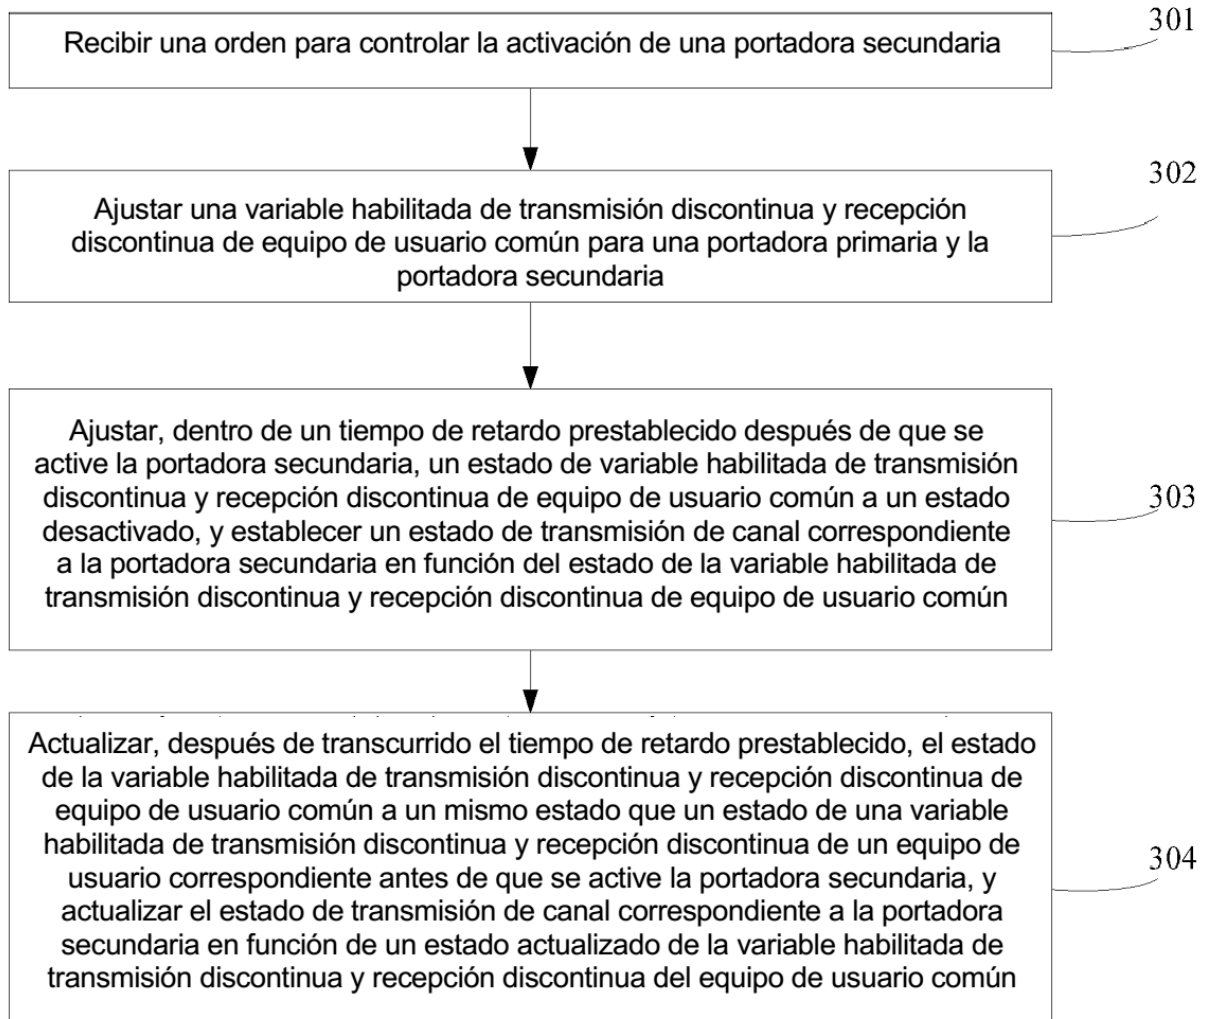 Recibir una orden para controlar la activación de una portadora secundaria
301
Ajustar una variable habilitada de transmisión discontinua y recepción
discontinua de equipo de usuario común para una portadora primaria y la
portadora secundaria
302
Ajustar, dentro de un tiempo de retardo prestablecido después de que se
active la portadora secundaria, un estado de variable habilitada de transmisión
discontinua y recepción discontinua de equipo de usuario común a un estado
desactivado, y establecer un estado de transmisión de canal correspondiente
a la portadora secundaria en función del estado de la variable habilitada de
transmisión discontinua y recepción discontinua de equipo de usuario común
303
Actualizar, después de transcurrido el tiempo de retardo prestablecido, el estado
de la variable habilitada de transmisión discontinua y recepción discontinua de
equipo de usuario común a un mismo estado que un estado de una variable
habilitada de transmisión discontinua y recepción discontinua de un equipo de
usuario correspondiente antes de que se active la portadora secundaria, y
actualizar el estado de transmisión de canal correspondiente a la portadora
secundaria en función de un estado actualizado de la variable habilitada de
transmisión discontinua y recepción discontinua del equipo de usuario común
304